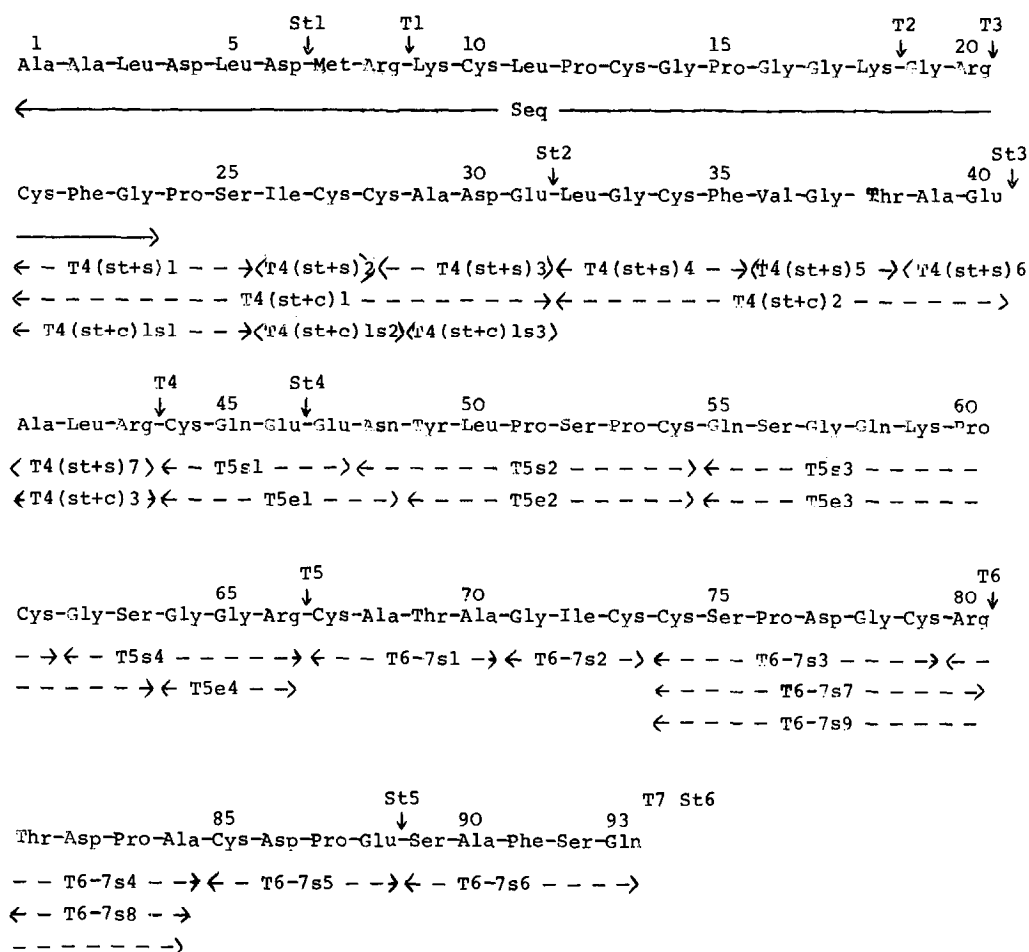 St1 T1 T2 T3
1 5 10 15 20
Ala-Ala-Leu-Asp-Leu-Asp-Met-Arg-Lys-Cys-Leu-Pro-Cys-Gly-Pro-Gly-Gly-Lys-Gly-Arg
Seq
St2 St3
25 30 35 40
Cys-Phe-Gly-Pro-Ser-Ile-Cys-Cys-Ala-Asp-Glu-Leu-Gly-Cys-Phe-Val-Gly- Thr-Ala-Glu
T4(st+s)1 T4(st+s)2 T4(st+s)3 T4(st+s)4 T4(st+s)5 T4(st+s)6
T4(st+c)1 T4(st+c)2
T4(st+c)1s1 T4(st+c)1s2 T4(st+c)1s3
T4 St4
45 50 55 60
Ala-Leu-Arg-Cys-Gln-Glu-Glu-Asn-Tyr-Leu-Pro-Ser-Pro-Cys-Gln-Ser-Gly-Gln-Lys-Pro
T4(st+s)7 T5s1 T5s2 T5s3
T4(st+c)3 T5e1 T5e2 T5e3
T5 T6
65 70 75 80
Cys-Gly-Ser-Gly-Gly-Arg-Cys-Ala-Thr-Ala-Gly-Ile-Cys-Cys-Ser-Pro-Asp-Gly-Cys-Arg
T5s4 T6-7s1 T6-7s2 T6-7s3
T5e4 T6-7s7
T6-7s9
St5 T7 St6
85 90 93
Thr-Asp-Pro-Ala-Cys-Asp-Pro-Glu-Ser-Ala-Phe-Ser-Gln
T6-7s4 T6-7s5 T6-7s6
T6-7s8